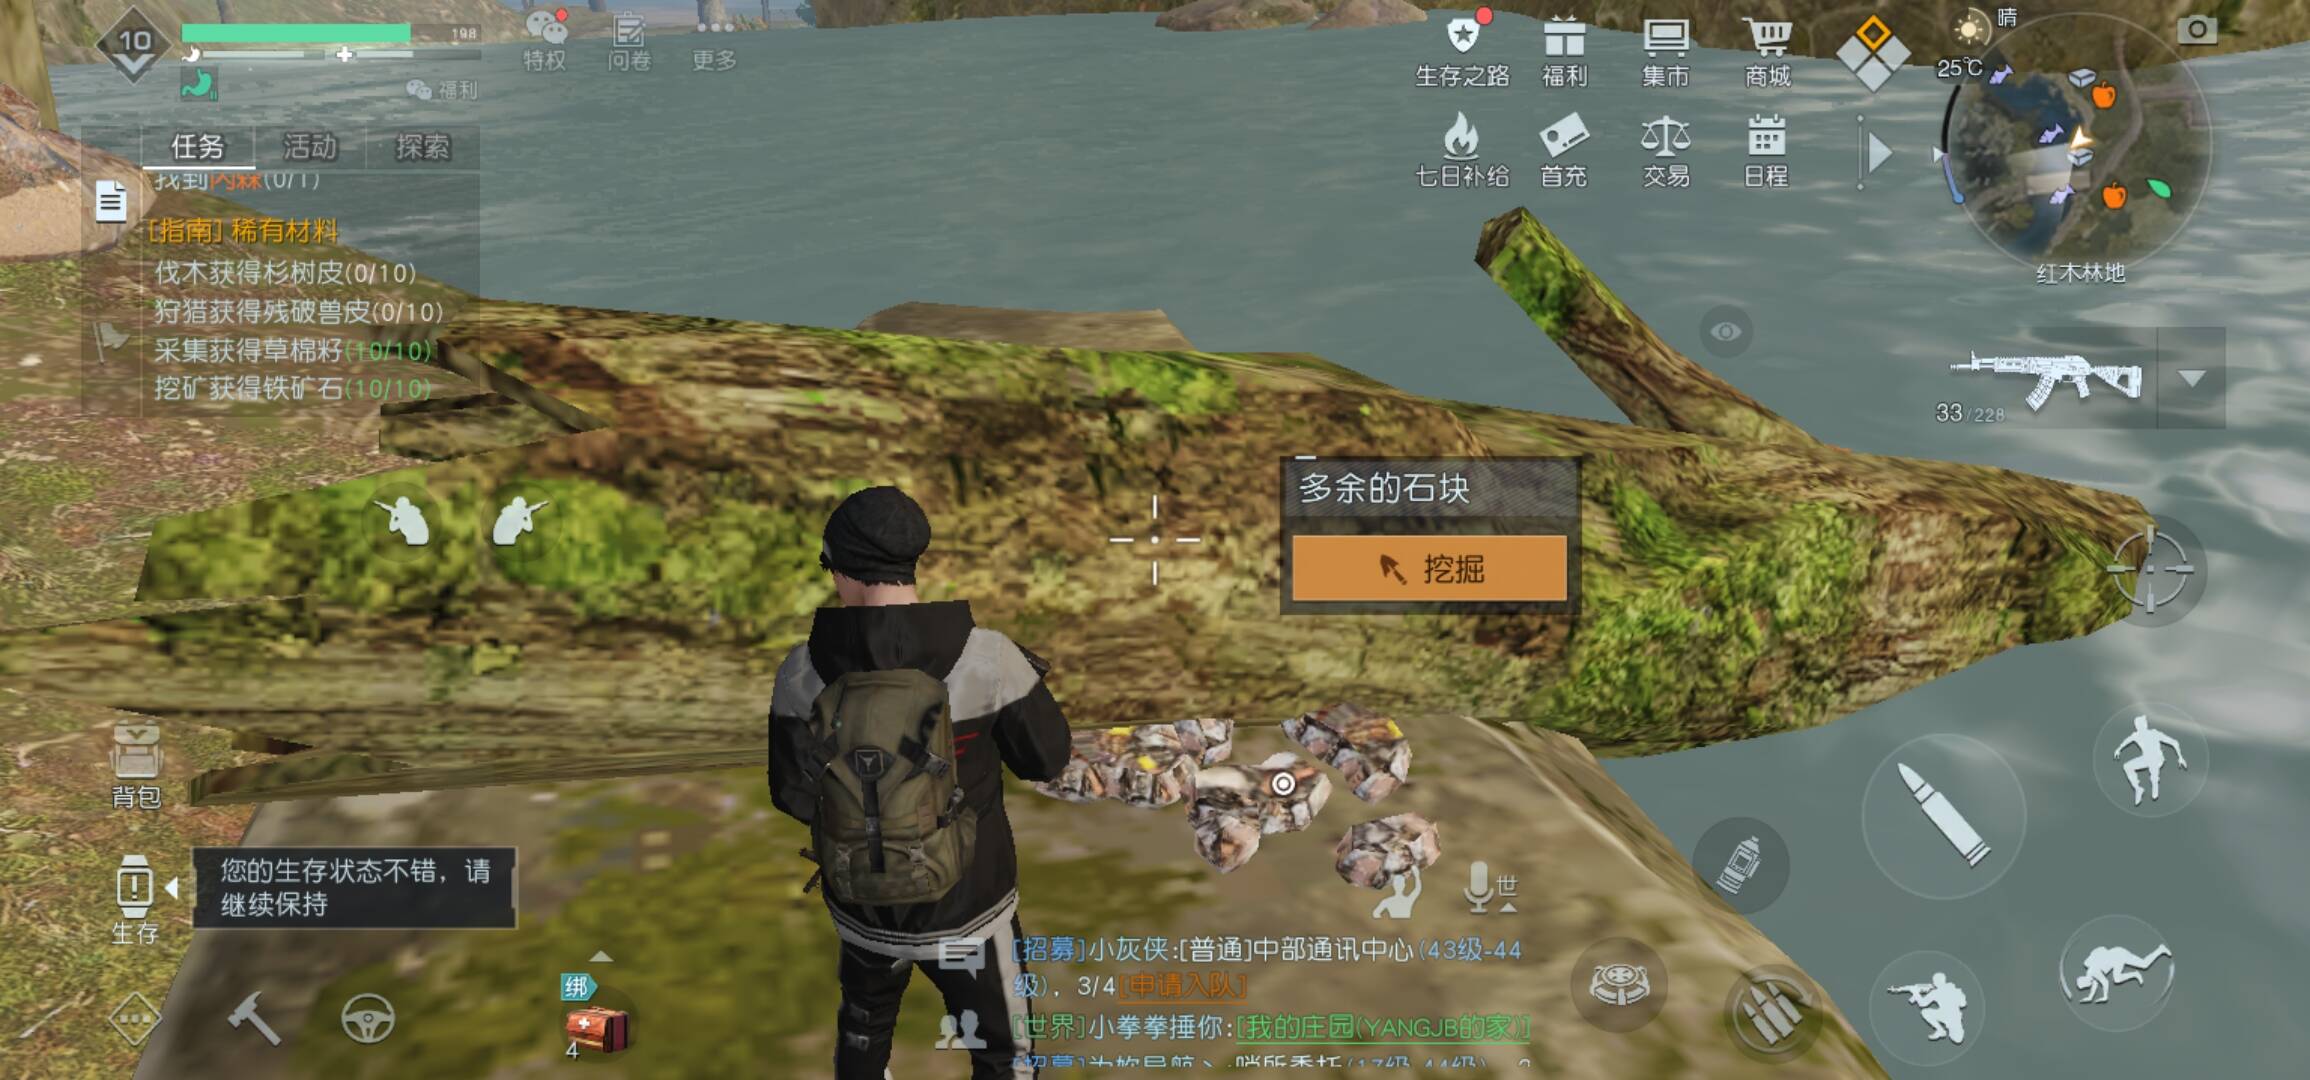 10
198
特权
问卷
更多
福利
生存之路
福利
集市
商城
七日补给
首充
交易
日程
晴
25℃
红木林地
任务
活动
探索
找到丙霖(0/1)
[指南] 稀有材料
伐木获得杉树皮(0/10)
狩猎获得残破兽皮(0/10)
采集获得草棉籽(10/10)
挖矿获得铁矿石(10/10)
33/228
多余的石块
挖掘
背包
您的生存状态不错，请
继续保持
生存
绑
4
世
[招募]小灰侠:[普通]中部通讯中心(43级-44
级)，3/4[申请入队]
[世界]小拳拳捶你:[我的庄园(YANGJB的家)]